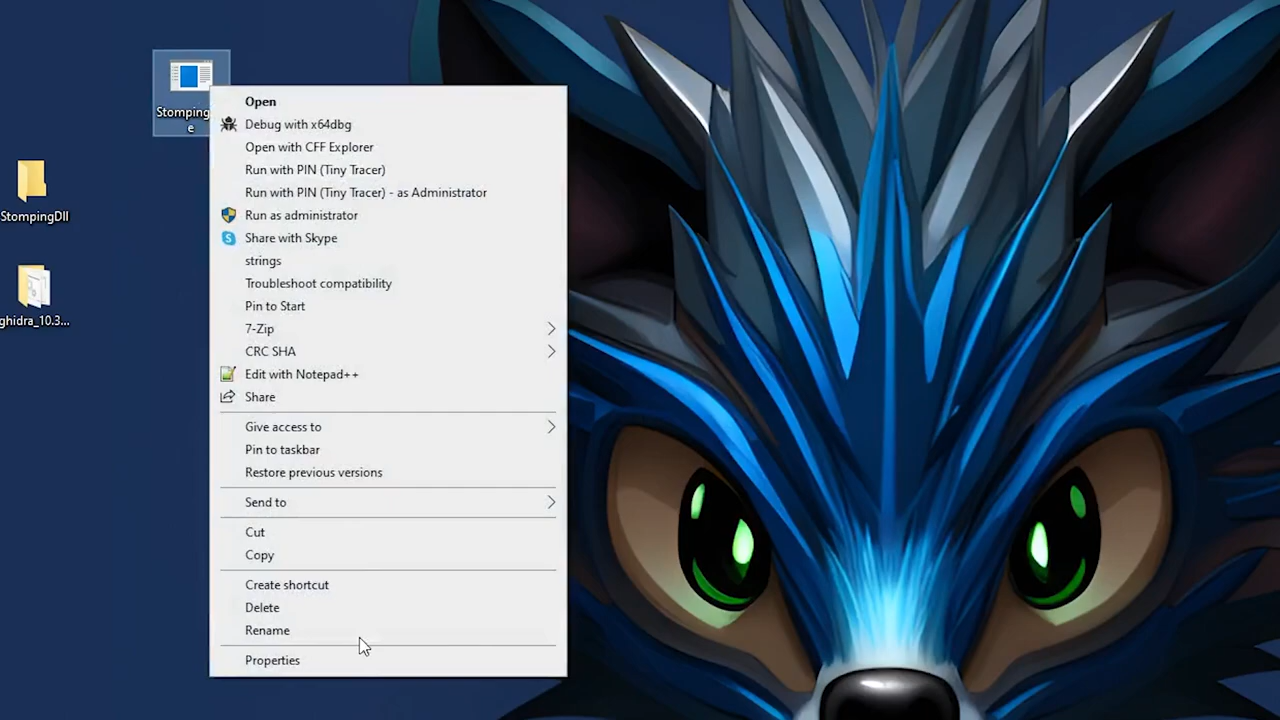 Stomping
e
StompingDll
ghidra_10.3...
Open
Debug with x64dbg
Open with CFF Explorer
Run with PIN (Tiny Tracer)
Run with PIN (Tiny Tracer) - as Administrator
Run as administrator
Share with Skype
strings
Troubleshoot compatibility
Pin to Start
7-Zip
CRC SHA
Edit with Notepad++
Share
Give access to
Pin to taskbar
Restore previous versions
Send to
Cut
Copy
Create shortcut
Delete
Rename
Properties